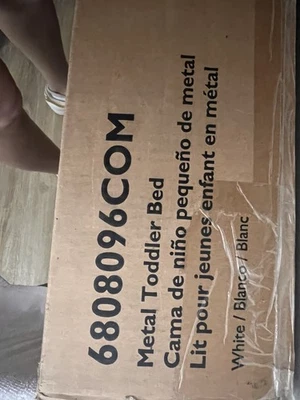 6808096COM
Metal Toddler Bed
Cama de niño pequeño de metal
Lit pour jeunes enfant en métal
White / Blanco / Blanc